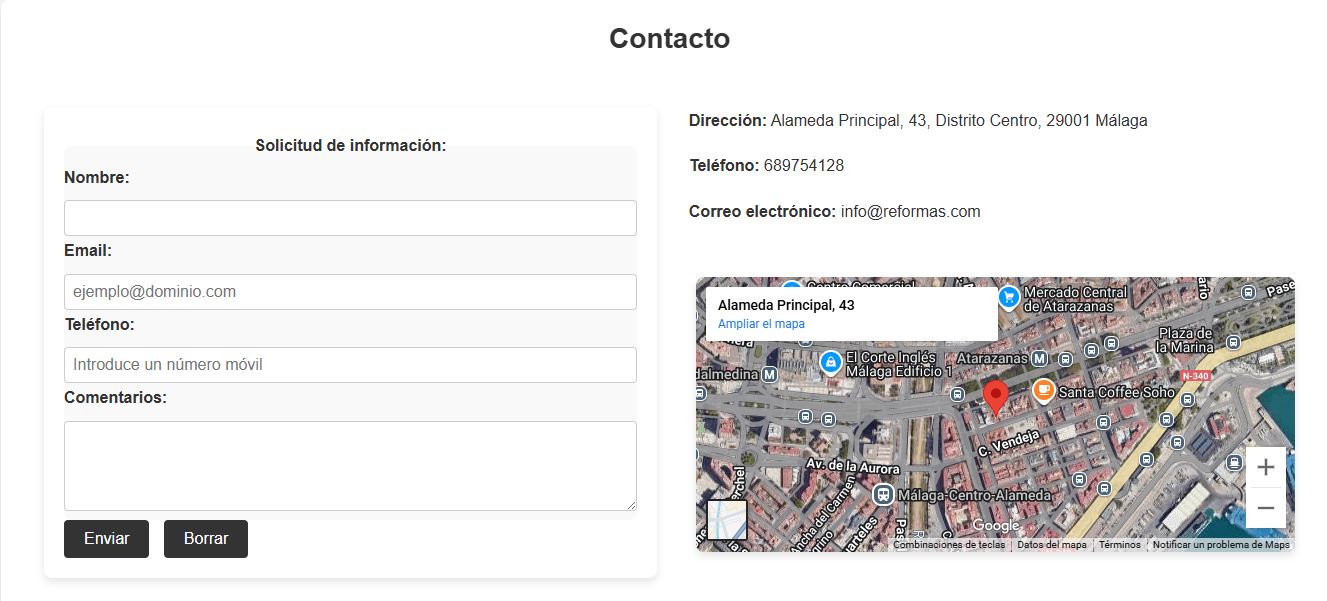 Contacto
Solicitud de información:
Nombre:
Email:
ejemplo@dominio.com
Teléfono:
Introduce un número móvil
Comentarios:
Enviar
Borrar
Dirección: Alameda Principal, 43, Distrito Centro, 29001 Málaga
Teléfono: 689754128
Correo electrónico: info@reformas.com
Alameda Principal, 43
Ampliar el mapa
Centro Comercial
Mercado Central
de Atarazanas
Plaza de
la Marina
El Corte Inglés
Málaga Edificio 1
Atarazanas
M
M
N-340
Santa Coffee Soho
C. Vendeja
Av. de la Aurora
Málaga-Centro-Alameda
Ancha del Carmen
Google
Combinaciones de teclas
Datos del mapa
Términos
Notificar un problema de Maps